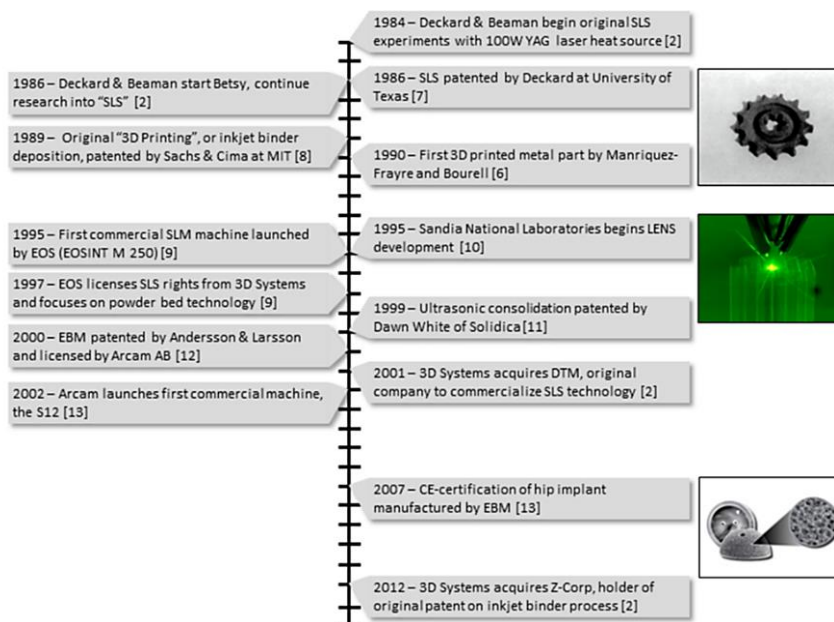 1984 – Deckard & Beaman begin original SLS
experiments with 100W YAG laser heat source [2]
1986 – Deckard & Beaman start Betsy, continue
research into “SLS” [2]
1986 – SLS patented by Deckard at University of
Texas [7]
1989 – Original “3D Printing”, or inkjet binder
deposition, patented by Sachs & Cima at MIT [8]
1990 – First 3D printed metal part by Manriquez-
Frayre and Bourell [6]
1995 – First commercial SLM machine launched
by EOS (EOSINT M 250) [9]
1995 – Sandia National Laboratories begins LENS
development [10]
1997 – EOS licenses SLS rights from 3D Systems
and focuses on powder bed technology [9]
1999 – Ultrasonic consolidation patented by
Dawn White of Solidica [11]
2000 – EBM patented by Andersson & Larsson
and licensed by Arcam AB [12]
2001 – 3D Systems acquires DTM, original
company to commercialize SLS technology [2]
2002 – Arcam launches first commercial machine,
the S12 [13]
2007 – CE-certification of hip implant
manufactured by EBM [13]
2012 – 3D Systems acquires Z-Corp, holder of
original patent on inkjet binder process [2]